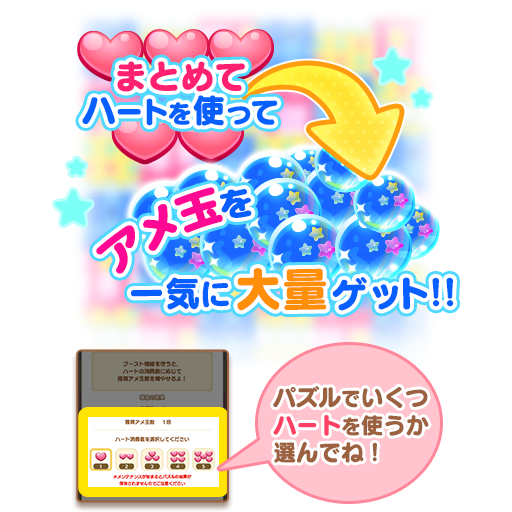 まとめて
ハートを使って
アメ玉を
一気に大量ゲット!!
ブースト機能を使うと、
ハートの消費数に応じて
獲得アメ玉数を増やせるよ!
獲得アメ玉数 1倍
ハート消費数を選択してください
1 2 3 4 5
*メンテナンスが始まるとパズルの結果が
保存されませんのでご注意ください
パズルでいくつ
ハートを使うか
選んでね!